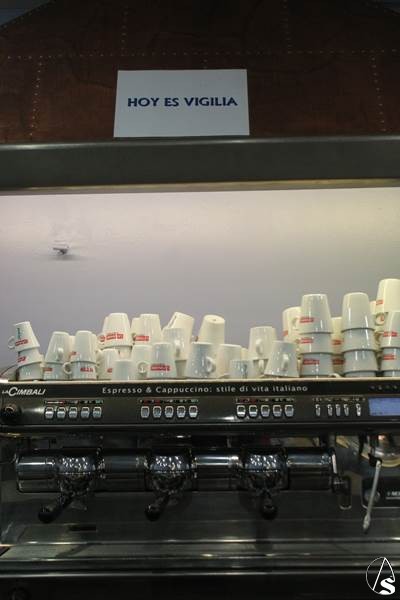 HOY ES VIGILIA
LACIMBALI
Espresso & Cappuccino: stile di vita italiano